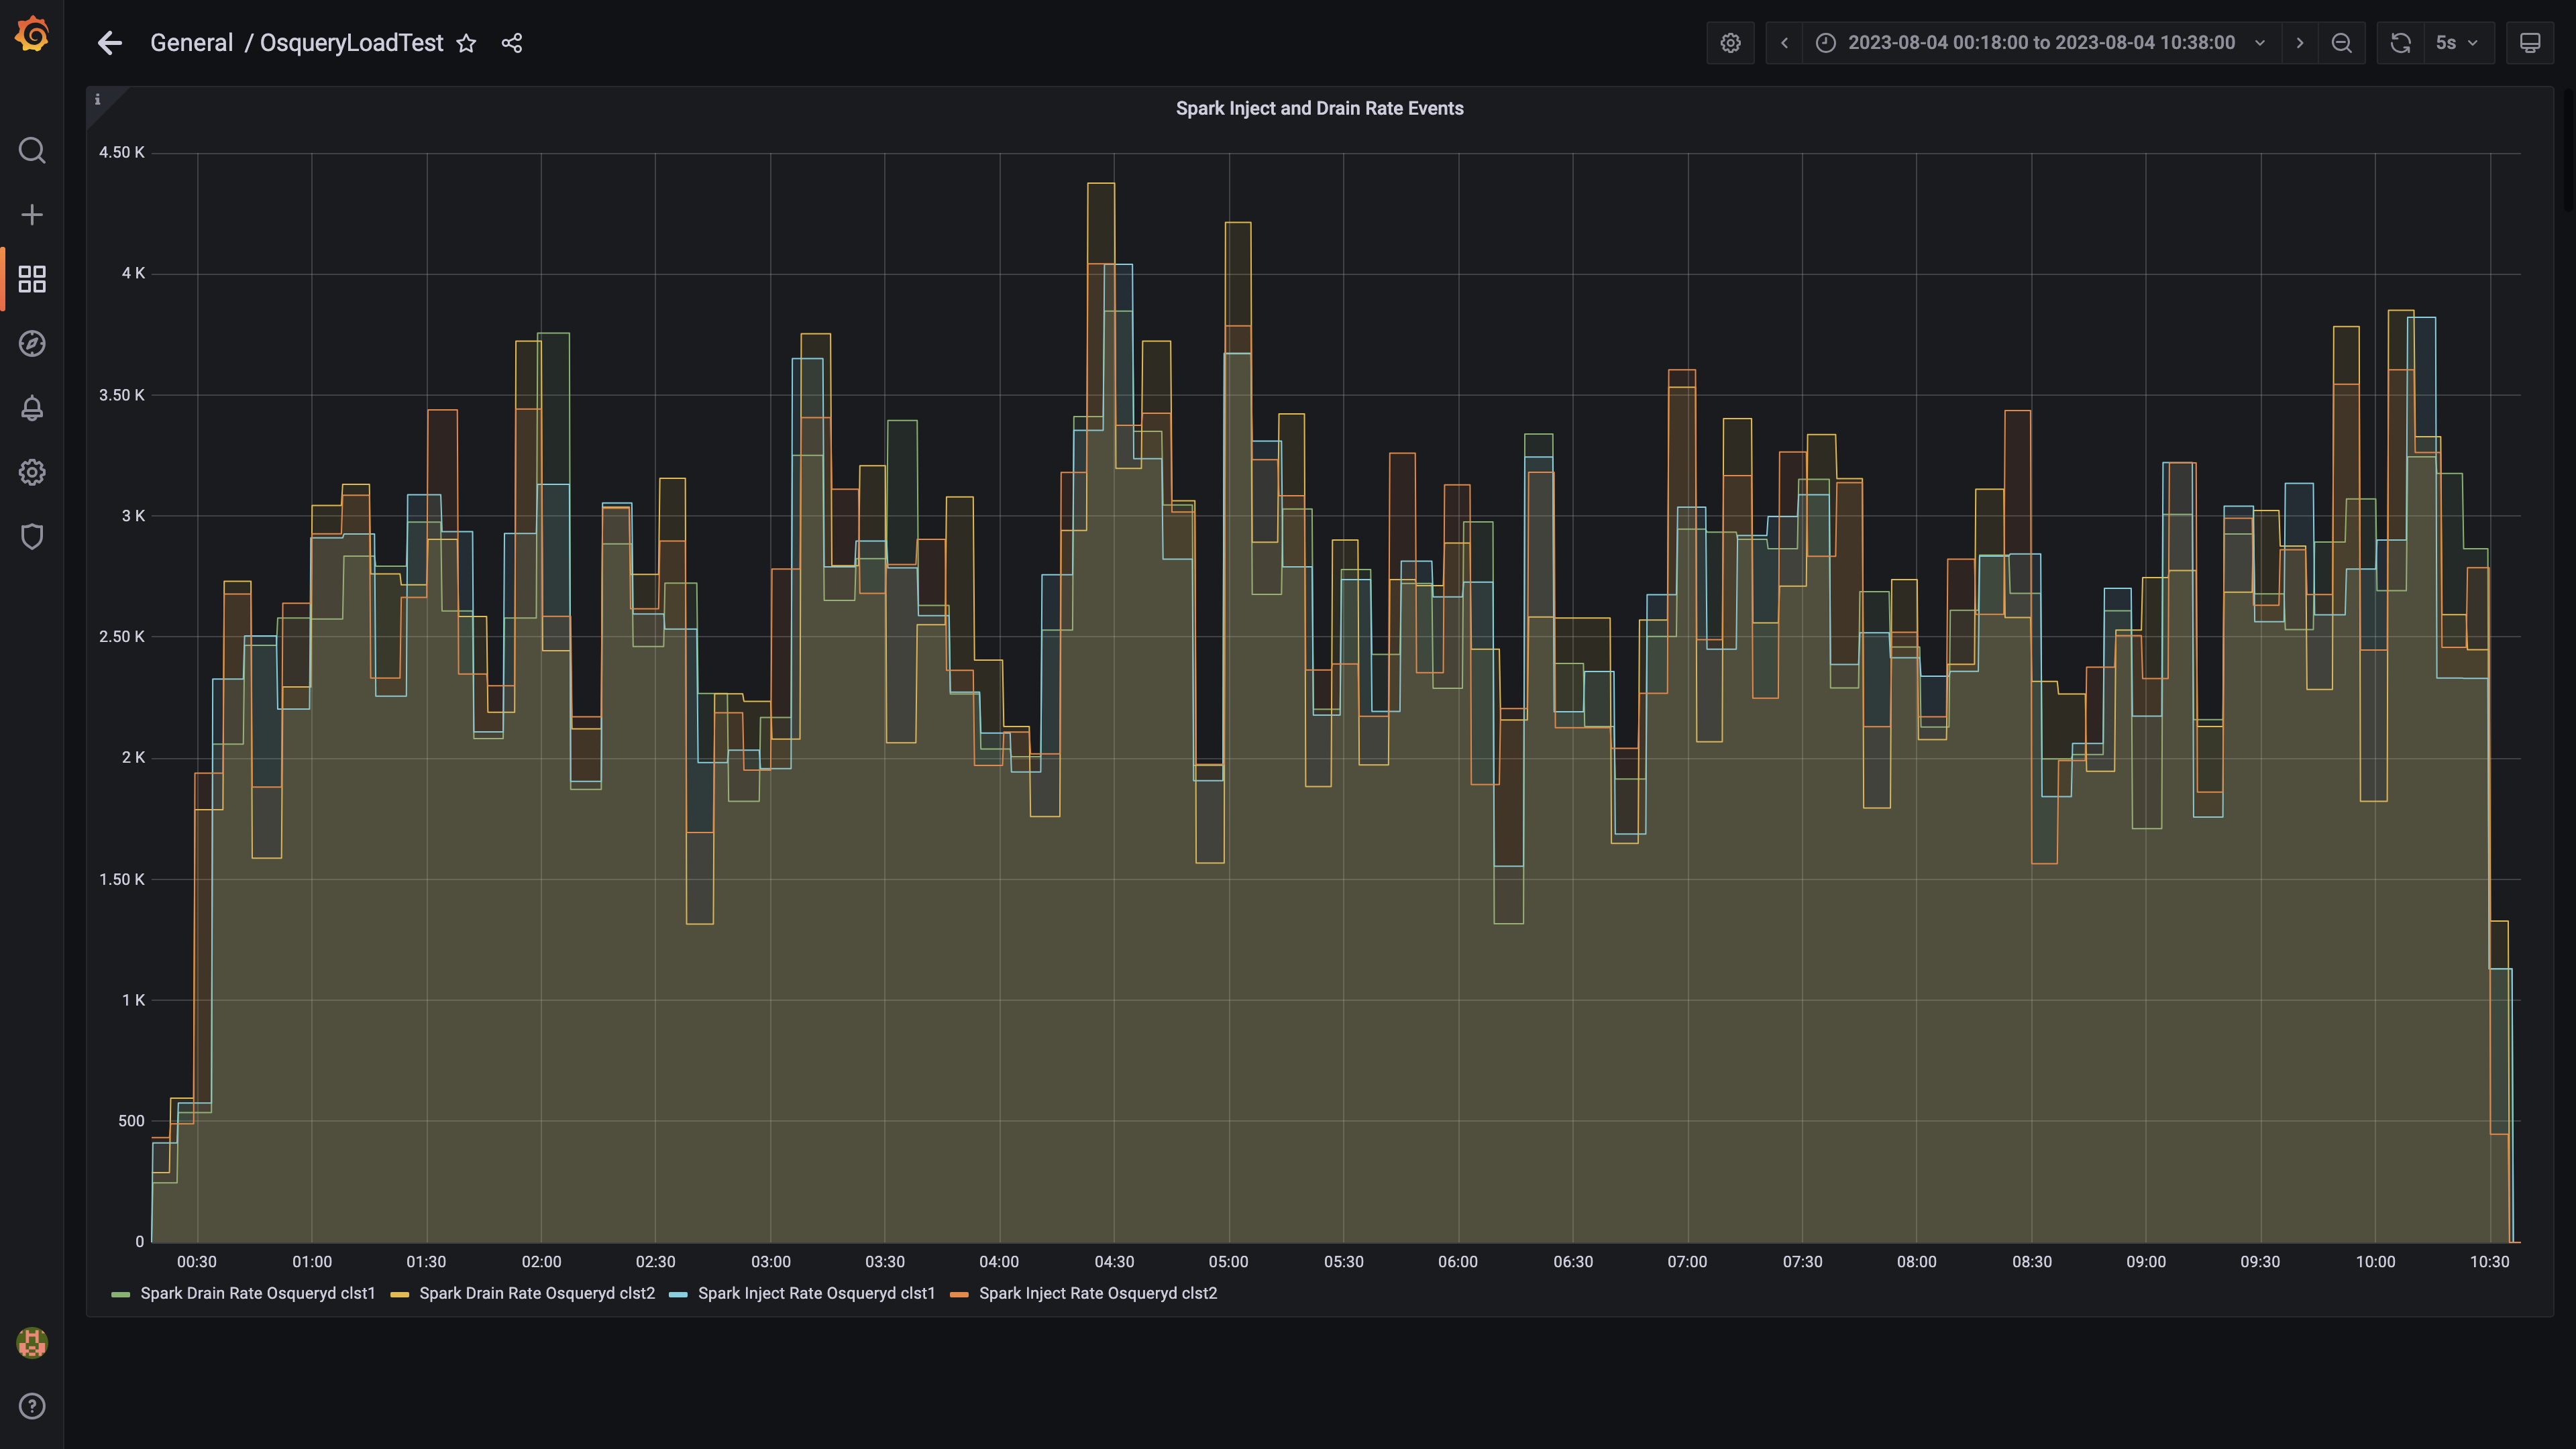 General / OsqueryLoadTest
2023-08-04 00:18:00 to 2023-08-04 10:38:00
5s
i
Spark Inject and Drain Rate Events
4.50 K
4 K
3.50 K
3 K
2.50 K
2 K
1.50 K
1 K
500
0
00:30 01:00 01:30 02:00 02:30 03:00 03:30 04:00 04:30 05:00 05:30 06:00 06:30 07:00 07:30 08:00 08:30 09:00 09:30 10:00 10:30
Spark Drain Rate Osqueryd clst1 Spark Drain Rate Osqueryd clst2 Spark Inject Rate Osqueryd clst1 Spark Inject Rate Osqueryd clst2